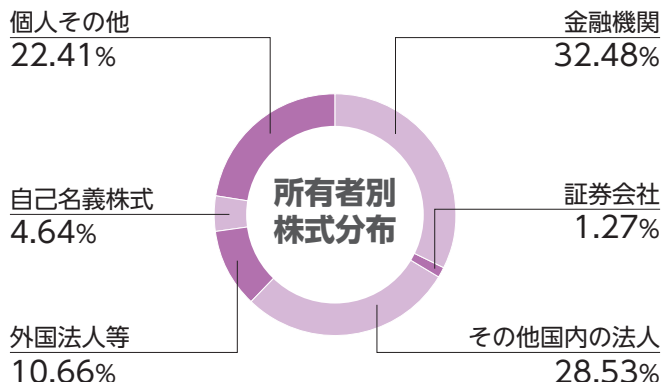 個人その他
22.41%
金融機関
32.48%
所有者別
株式分布
自己名義株式
4.64%
証券会社
1.27%
外国法人等
10.66%
その他国内の法人
28.53%